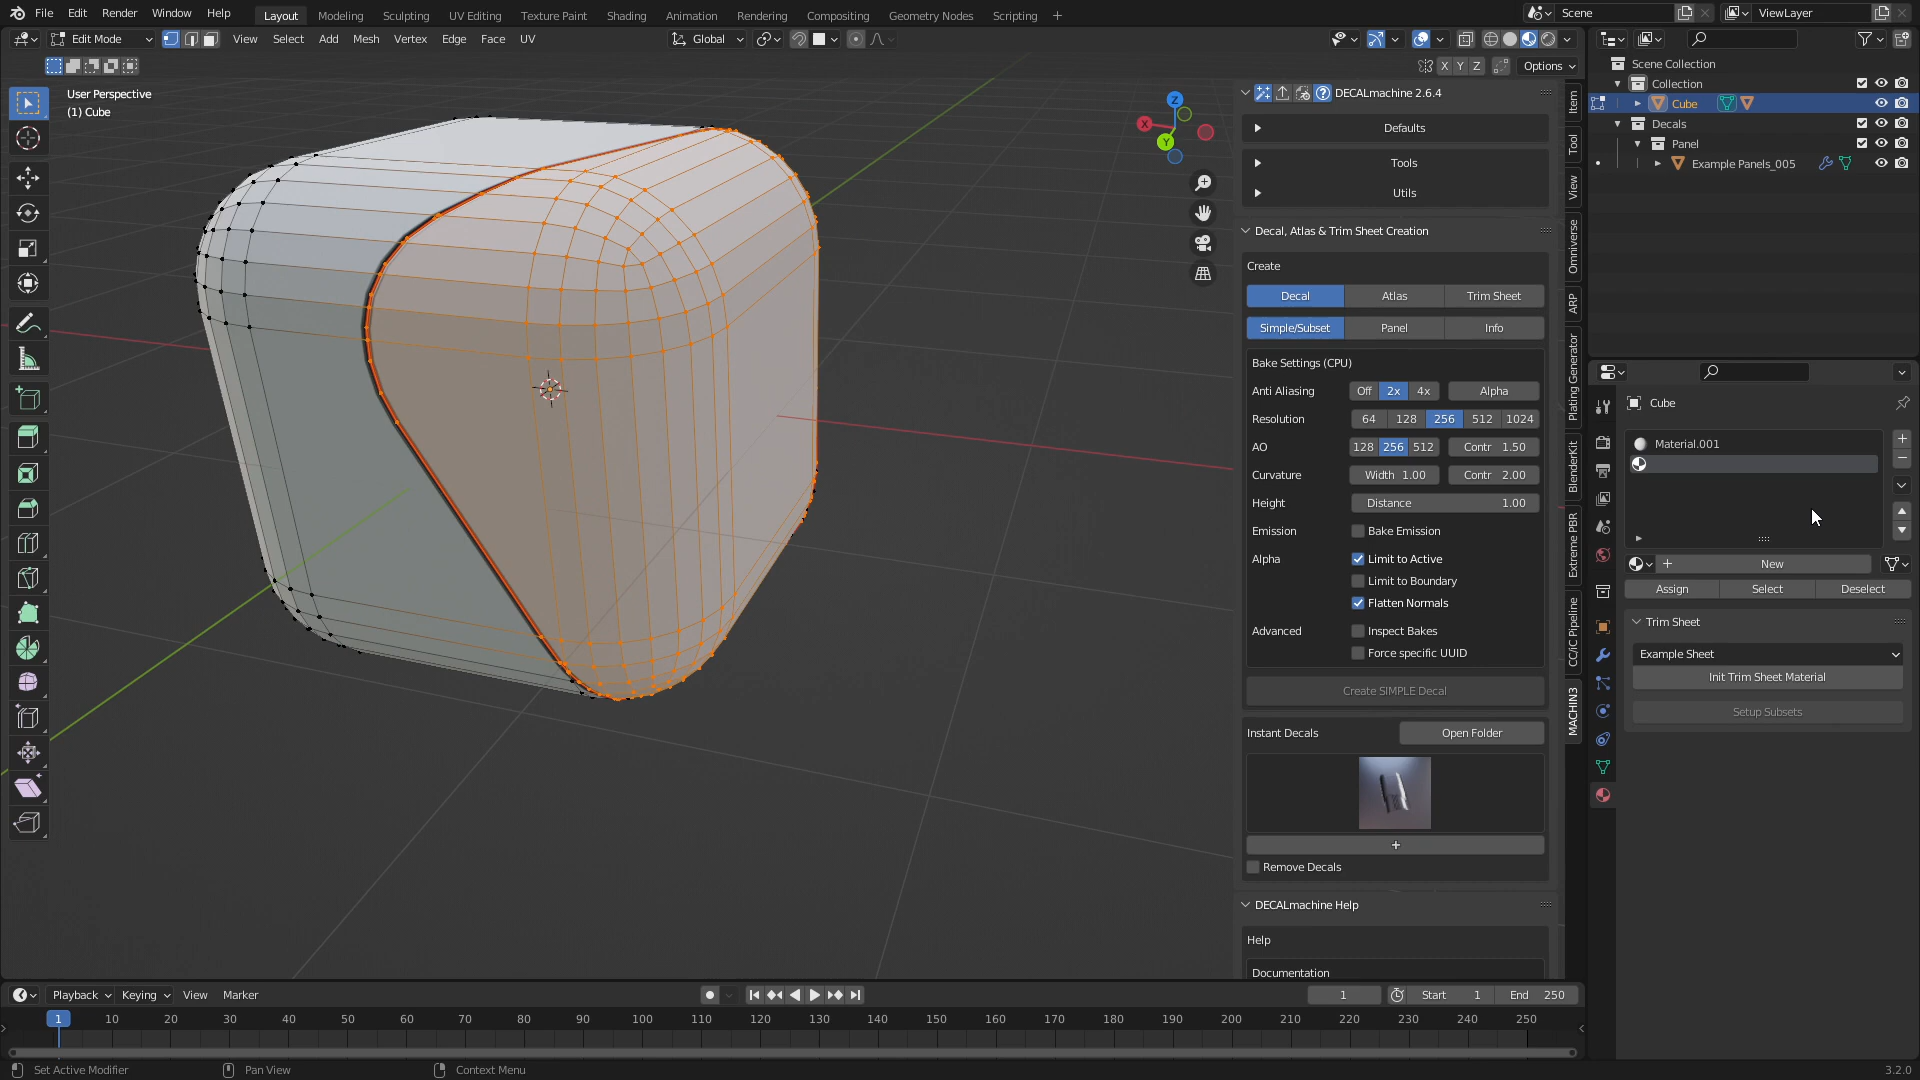 File Edit Render Window Help Layout Modeling Sculpting UV Editing Texture Paint Shading Animation Rendering Compositing Geometry Nodes Scripting + Scene ViewLayer
Edit Mode View Select Add Mesh Vertex Edge Face UV Global
X Y Z Options
User Perspective
(1) Cube
Z
X
Y
DECALmachine 2.6.4
Defaults
Tools
Utils
Decal, Atlas & Trim Sheet Creation
Create
Decal Atlas Trim Sheet
Simple/Subset Panel Info
Bake Settings (CPU)
Anti Aliasing Off 2x 4x Alpha
Resolution 64 128 256 512 1024
AO 128 256 512 Contr 1.50
Curvature Width 1.00 Contr 2.00
Height Distance 1.00
Emission Bake Emission
Alpha Limit to Active
Limit to Boundary
Flatten Normals
Advanced Inspect Bakes
Force specific UUID
Create SIMPLE Decal
Instant Decals Open Folder
+
Remove Decals
DECALmachine Help
Help
Documentation
Item
Tool
View
Omniverse
ARP
Plating Generator
BlenderKit
Extreme PBR
CC/iC Pipeline
MACHIN3
Scene Collection
Collection
Cube
Decals
Panel
Example Panels_005
Cube
Material.001
New
Assign Select Deselect
Trim Sheet
Example Sheet
Init Trim Sheet Material
Setup Subsets
Playback Keying View Marker 1 Start 1 End 250
1 10 20 30 40 50 60 70 80 90 100 110 120 130 140 150 160 170 180 190 200 210 220 230 240 250
Set Active Modifier Pan View Context Menu 3.2.0